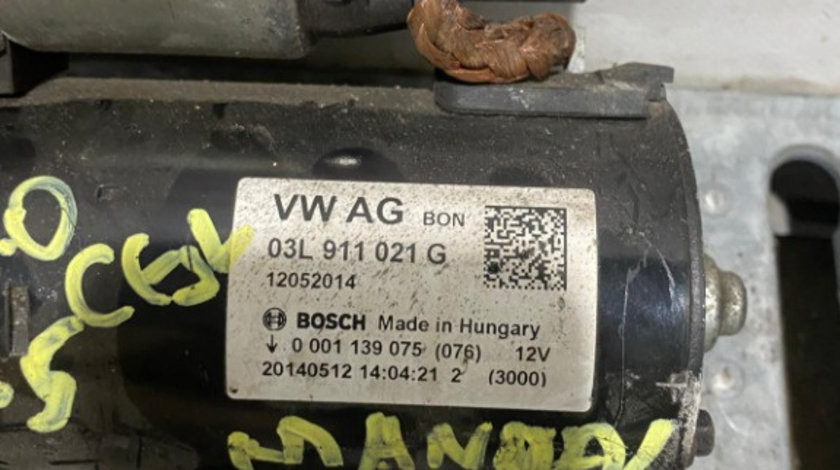 VW AG BON
03L 911 021 G
12052014
BOSCH Made in Hungary
↓ 0 001 139 075 (076) 12V
20140512 14:04:21 2 (3000)